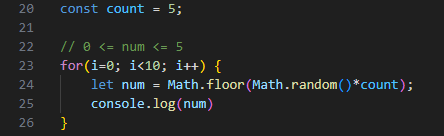 20 const count = 5;
21
22 // 0 <= num <= 5
23 for(i=0; i<10; i++) {
24     let num = Math.floor(Math.random()*count);
25     console.log(num)
26 }